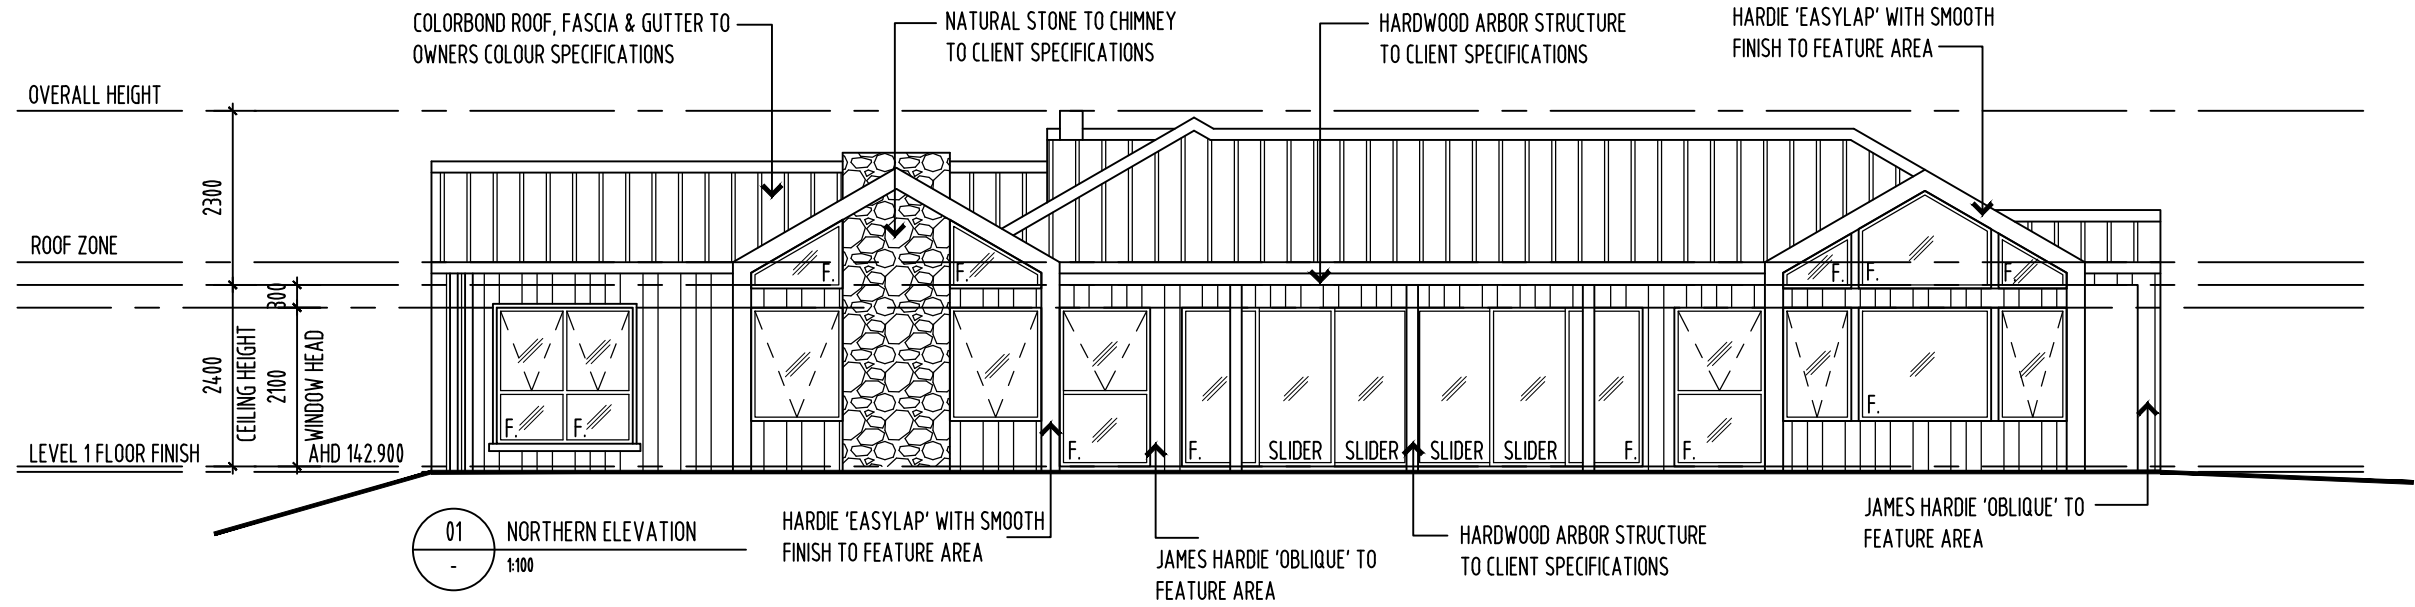 COLORBOND ROOF, FASCIA & GUTTER TO
OWNERS COLOUR SPECIFICATIONS
NATURAL STONE TO CHIMNEY
TO CLIENT SPECIFICATIONS
HARDWOOD ARBOR STRUCTURE
TO CLIENT SPECIFICATIONS
HARDIE 'EASYLAP' WITH SMOOTH
FINISH TO FEATURE AREA
OVERALL HEIGHT
2300
ROOF ZONE
300
2400
CEILING HEIGHT
2100
WINDOW HEAD
LEVEL 1 FLOOR FINISH
AHD 142.900
F.
F.
F.
F.
F.
F.
F.
F.
F.
F.
F.
SLIDER
SLIDER
SLIDER
SLIDER
F.
F.
01
-
NORTHERN ELEVATION
1:100
HARDIE 'EASYLAP' WITH SMOOTH
FINISH TO FEATURE AREA
JAMES HARDIE 'OBLIQUE' TO
FEATURE AREA
HARDWOOD ARBOR STRUCTURE
TO CLIENT SPECIFICATIONS
JAMES HARDIE 'OBLIQUE' TO
FEATURE AREA